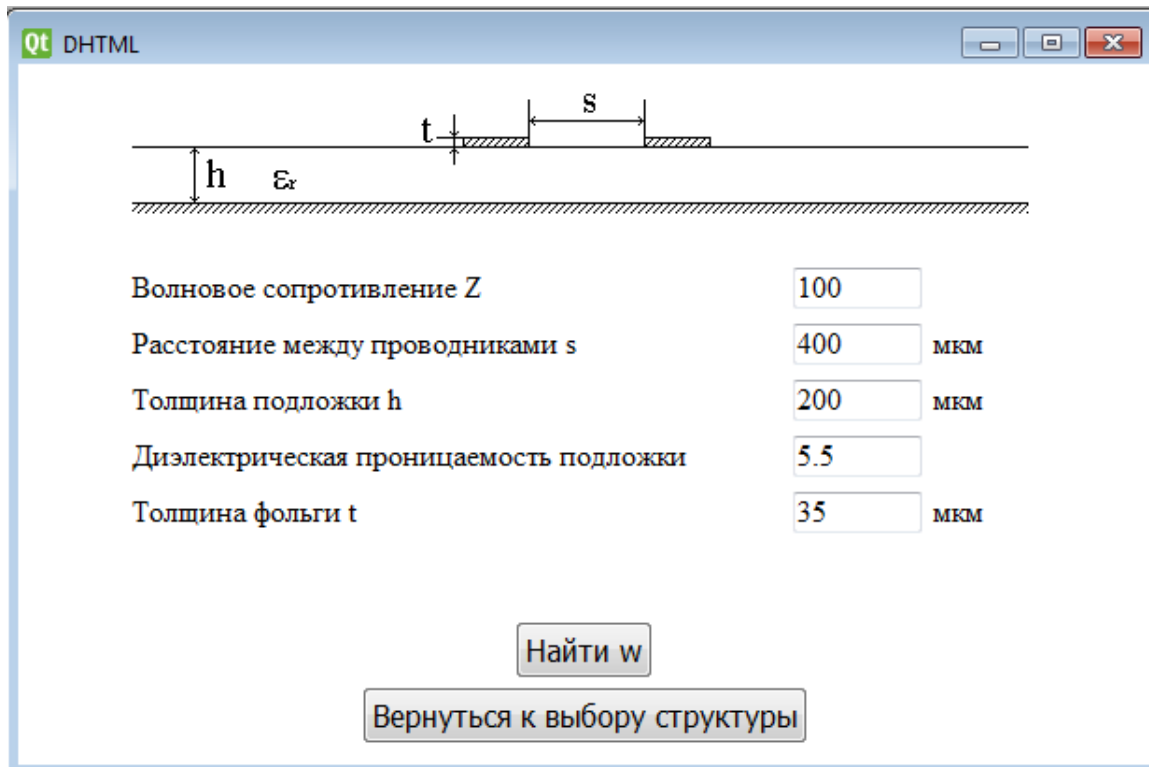 Qt DHTML
s
t
h εr
Волновое сопротивление Z 100
Расстояние между проводниками s 400 мкм
Толщина подложки h 200 мкм
Диэлектрическая проницаемость подложки 5.5
Толщина фольги t 35 мкм
Найти w
Вернуться к выбору структуры